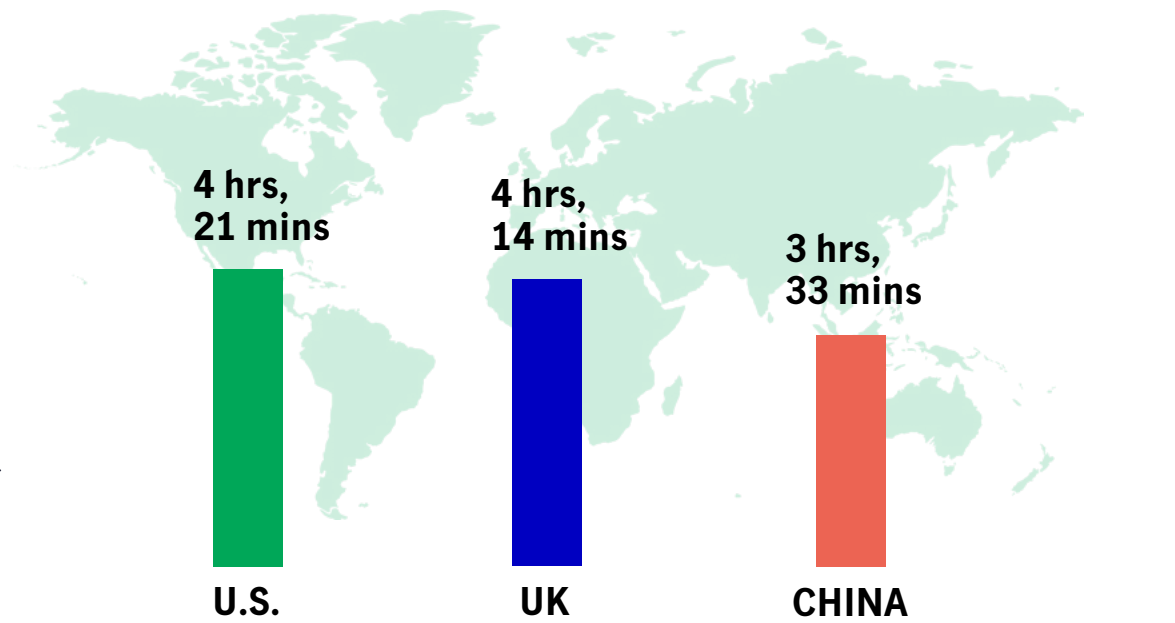 4 hrs,
21 mins
4 hrs,
14 mins
3 hrs,
33 mins
U.S.
UK
CHINA